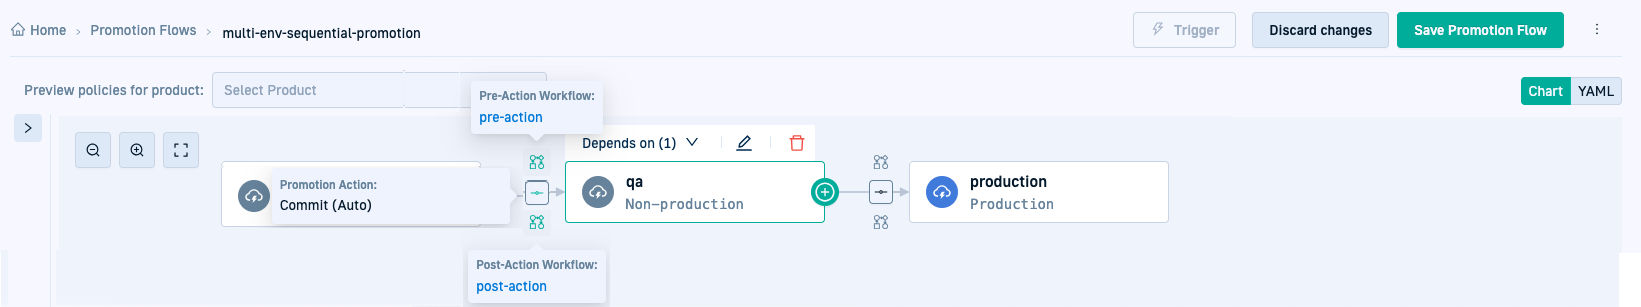 Home > Promotion Flows > multi-env-sequential-promotion
Trigger
Discard changes
Save Promotion Flow
Preview policies for product:
Select Product
Chart
YAML
Pre-Action Workflow:
pre-action
Depends on (1)
Promotion Action:
Commit (Auto)
qa
Non-production
production
Production
Post-Action Workflow:
post-action